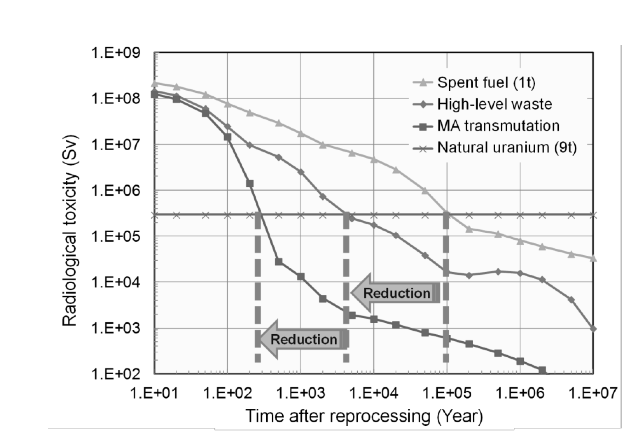 1.E+09
1.E+08
1.E+07
1.E+06
1.E+05
1.E+04
1.E+03
1.E+02
Radiological toxicity (Sv)
Spent fuel (1t)
High-level waste
MA transmutation
Natural uranium (9t)
Reduction
Reduction
1.E+01 1.E+02 1.E+03 1.E+04 1.E+05 1.E+06 1.E+07
Time after reprocessing (Year)